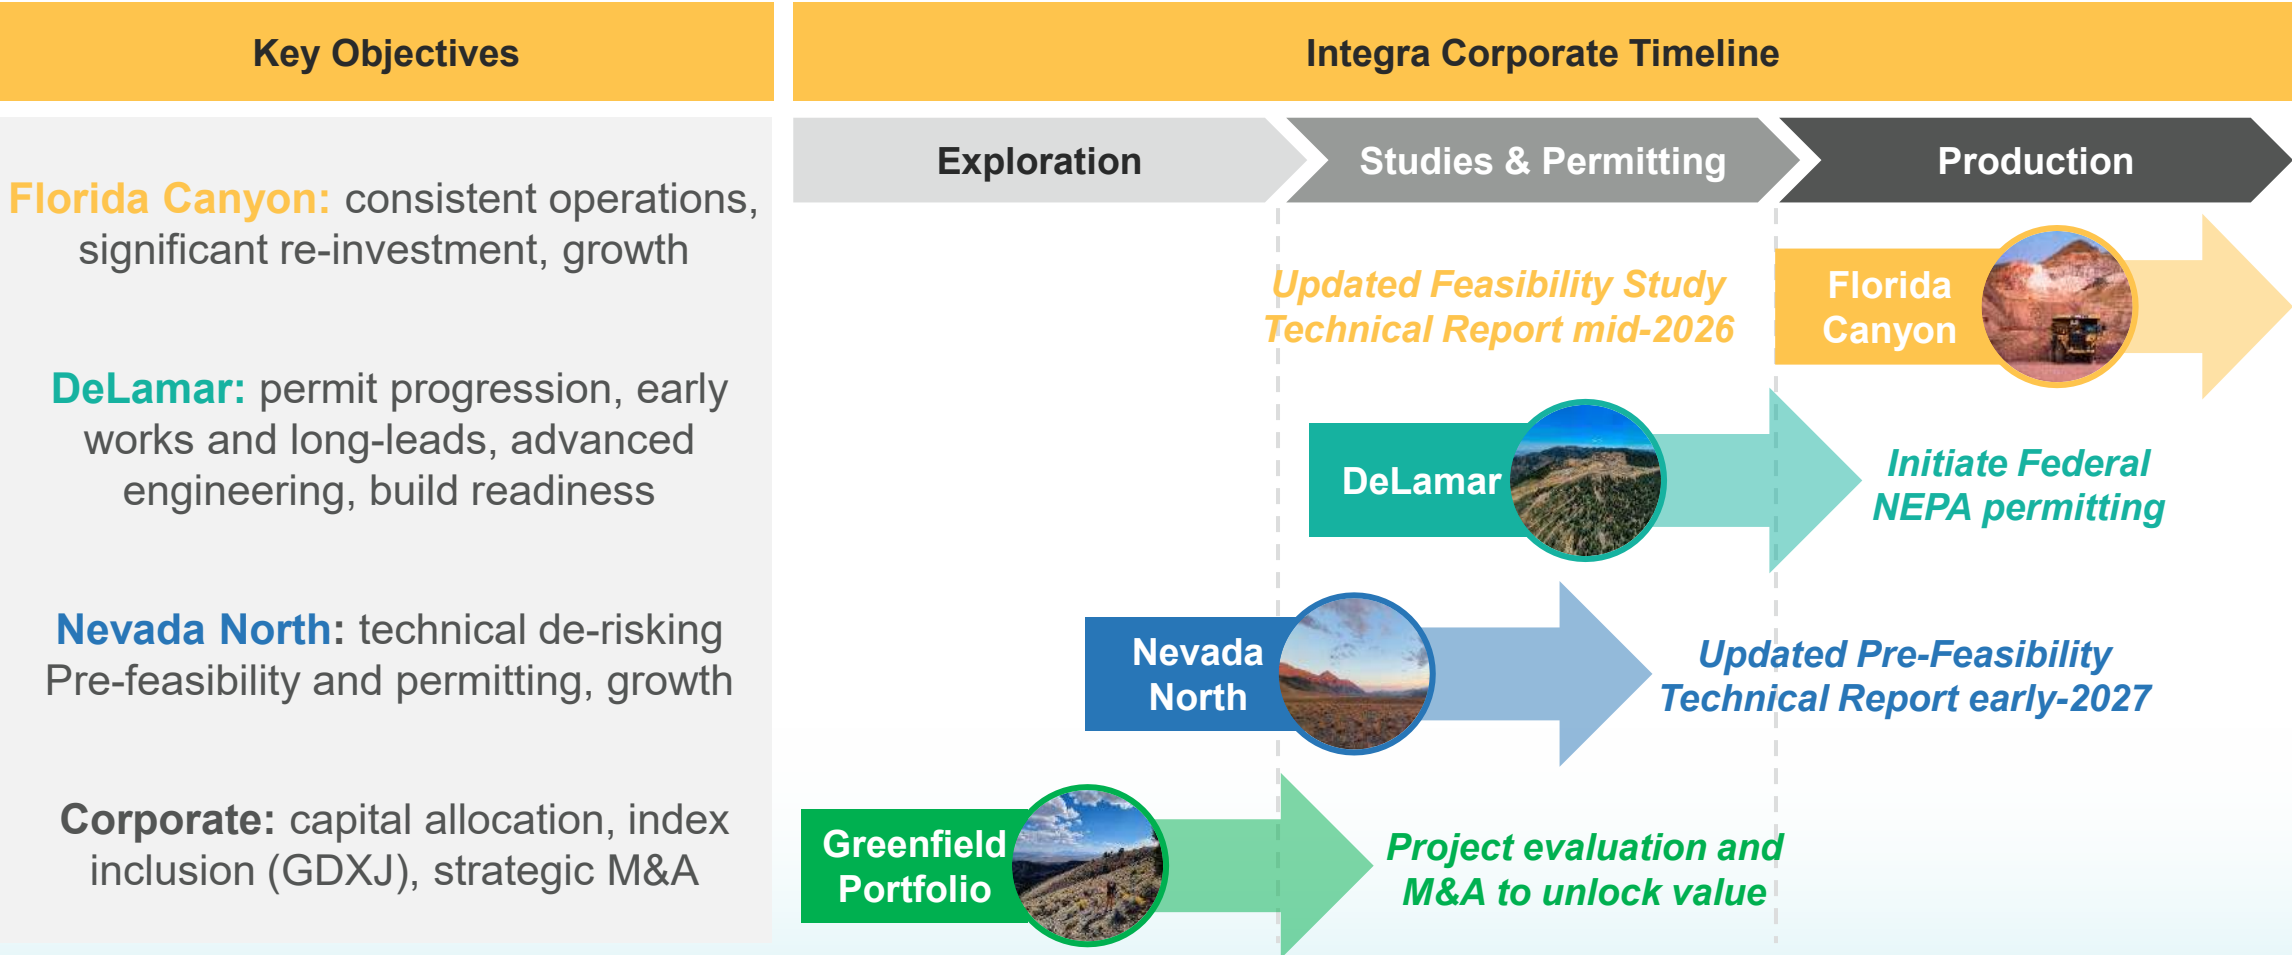 Key Objectives
Florida Canyon: consistent operations,
significant re-investment, growth
DeLamar: permit progression, early
works and long-leads, advanced
engineering, build readiness
Nevada North: technical de-risking
Pre-feasibility and permitting, growth
Corporate: capital allocation, index
inclusion (GDXJ), strategic M&A
Integra Corporate Timeline
Exploration
Studies & Permitting
Production
Updated Feasibility Study
Technical Report mid-2026
Florida
Canyon
DeLamar
Initiate Federal
NEPA permitting
Nevada
North
Updated Pre-Feasibility
Technical Report early-2027
Greenfield
Portfolio
Project evaluation and
M&A to unlock value